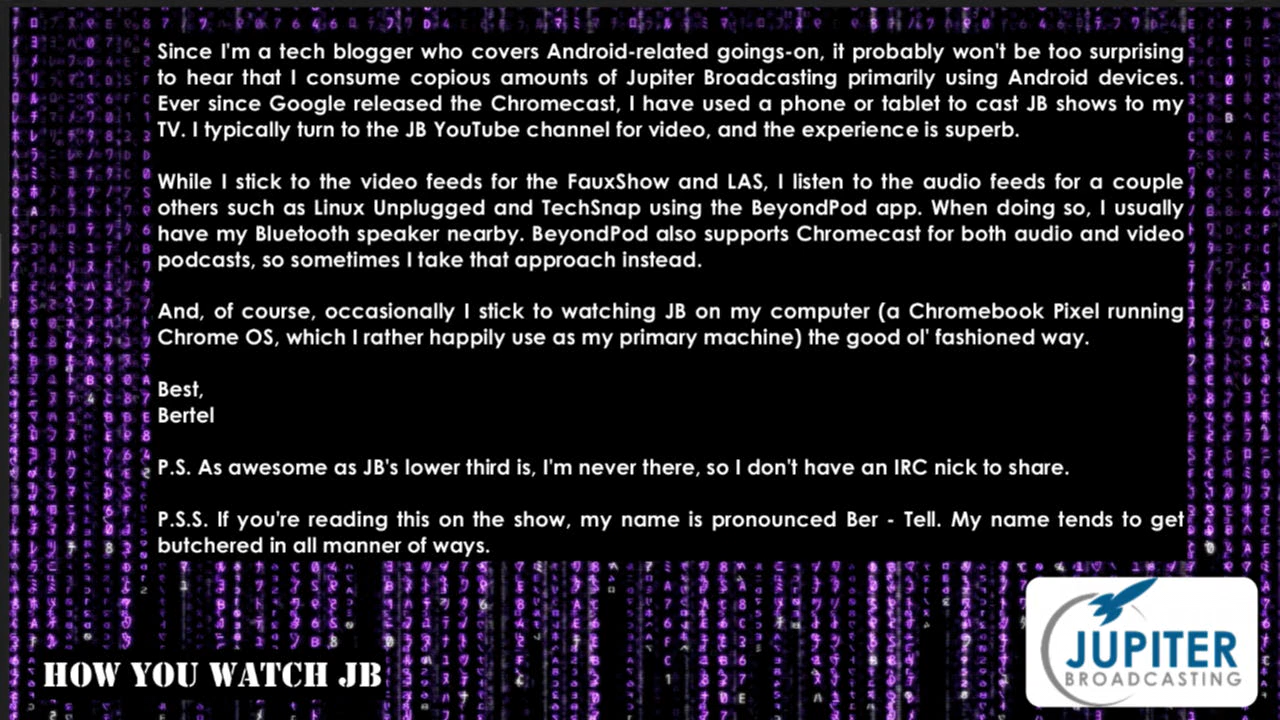 Since I'm a tech blogger who covers Android-related goings-on, it probably won't be too surprising
to hear that I consume copious amounts of Jupiter Broadcasting primarily using Android devices.
Ever since Google released the Chromecast, I have used a phone or tablet to cast JB shows to my
TV. I typically turn to the JB YouTube channel for video, and the experience is superb.
While I stick to the video feeds for the FauxShow and LAS, I listen to the audio feeds for a couple
others such as Linux Unplugged and TechSnap using the BeyondPod app. When doing so, I usually
have my Bluetooth speaker nearby. BeyondPod also supports Chromecast for both audio and video
podcasts, so sometimes I take that approach instead.
And, of course, occasionally I stick to watching JB on my computer (a Chromebook Pixel running
Chrome OS, which I rather happily use as my primary machine) the good ol' fashioned way.
Best,
Bertel
P.S. As awesome as JB's lower third is, I'm never there, so I don't have an IRC nick to share.
P.S.S. If you're reading this on the show, my name is pronounced Ber - Tell. My name tends to get
butchered in all manner of ways.
HOW YOU WATCH JB
JUPITER
BROADCASTING